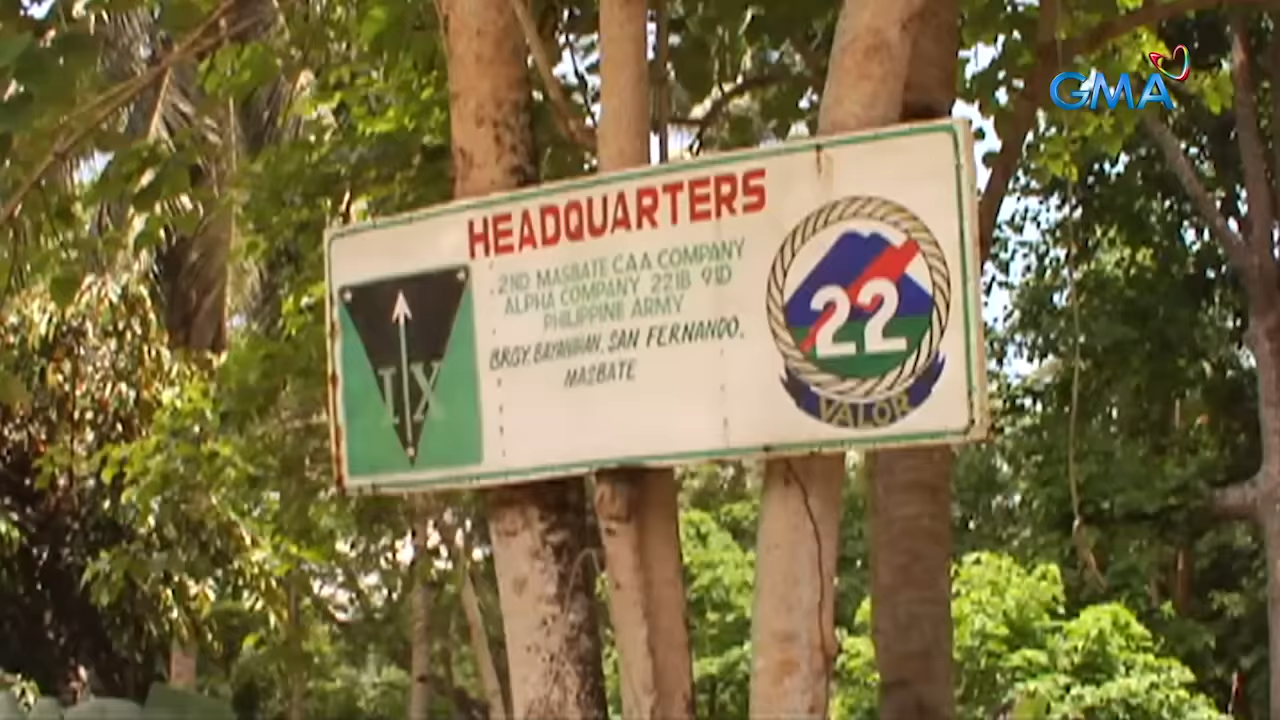 GMA
HEADQUARTERS
2ND MASBATE CAA COMPANY
ALPHA COMPANY 22IB 9ID
PHILIPPINE ARMY
BRGY. BAYANIHAN, SAN FERNANDO,
MASBATE
IX
22
VALOR